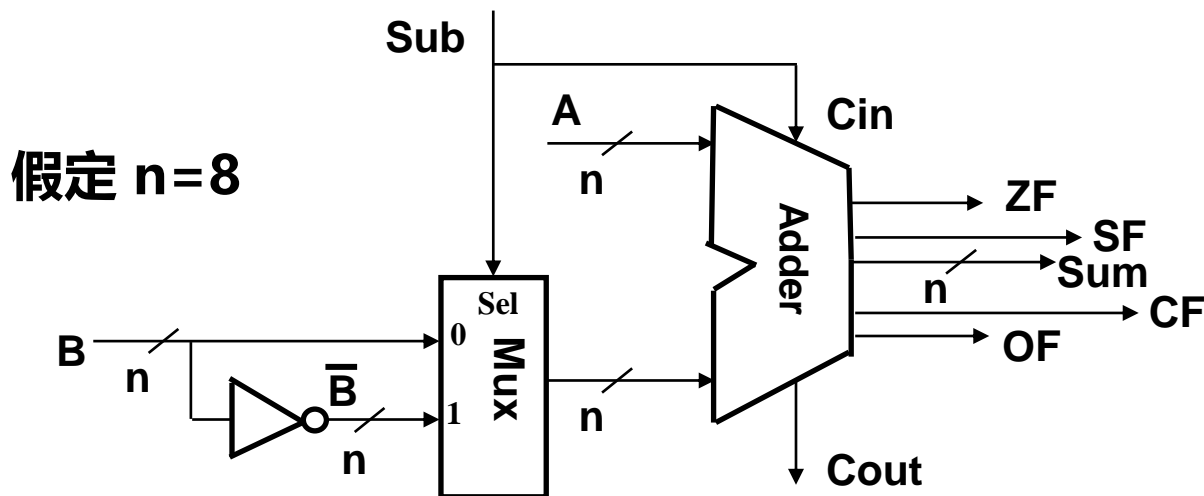 Sub
A
Cin
n
假定 n=8
ZF
SF
Adder
n
Sum
Sel
CF
B
0
Mux
OF
n
B̅
1
n
n
Cout